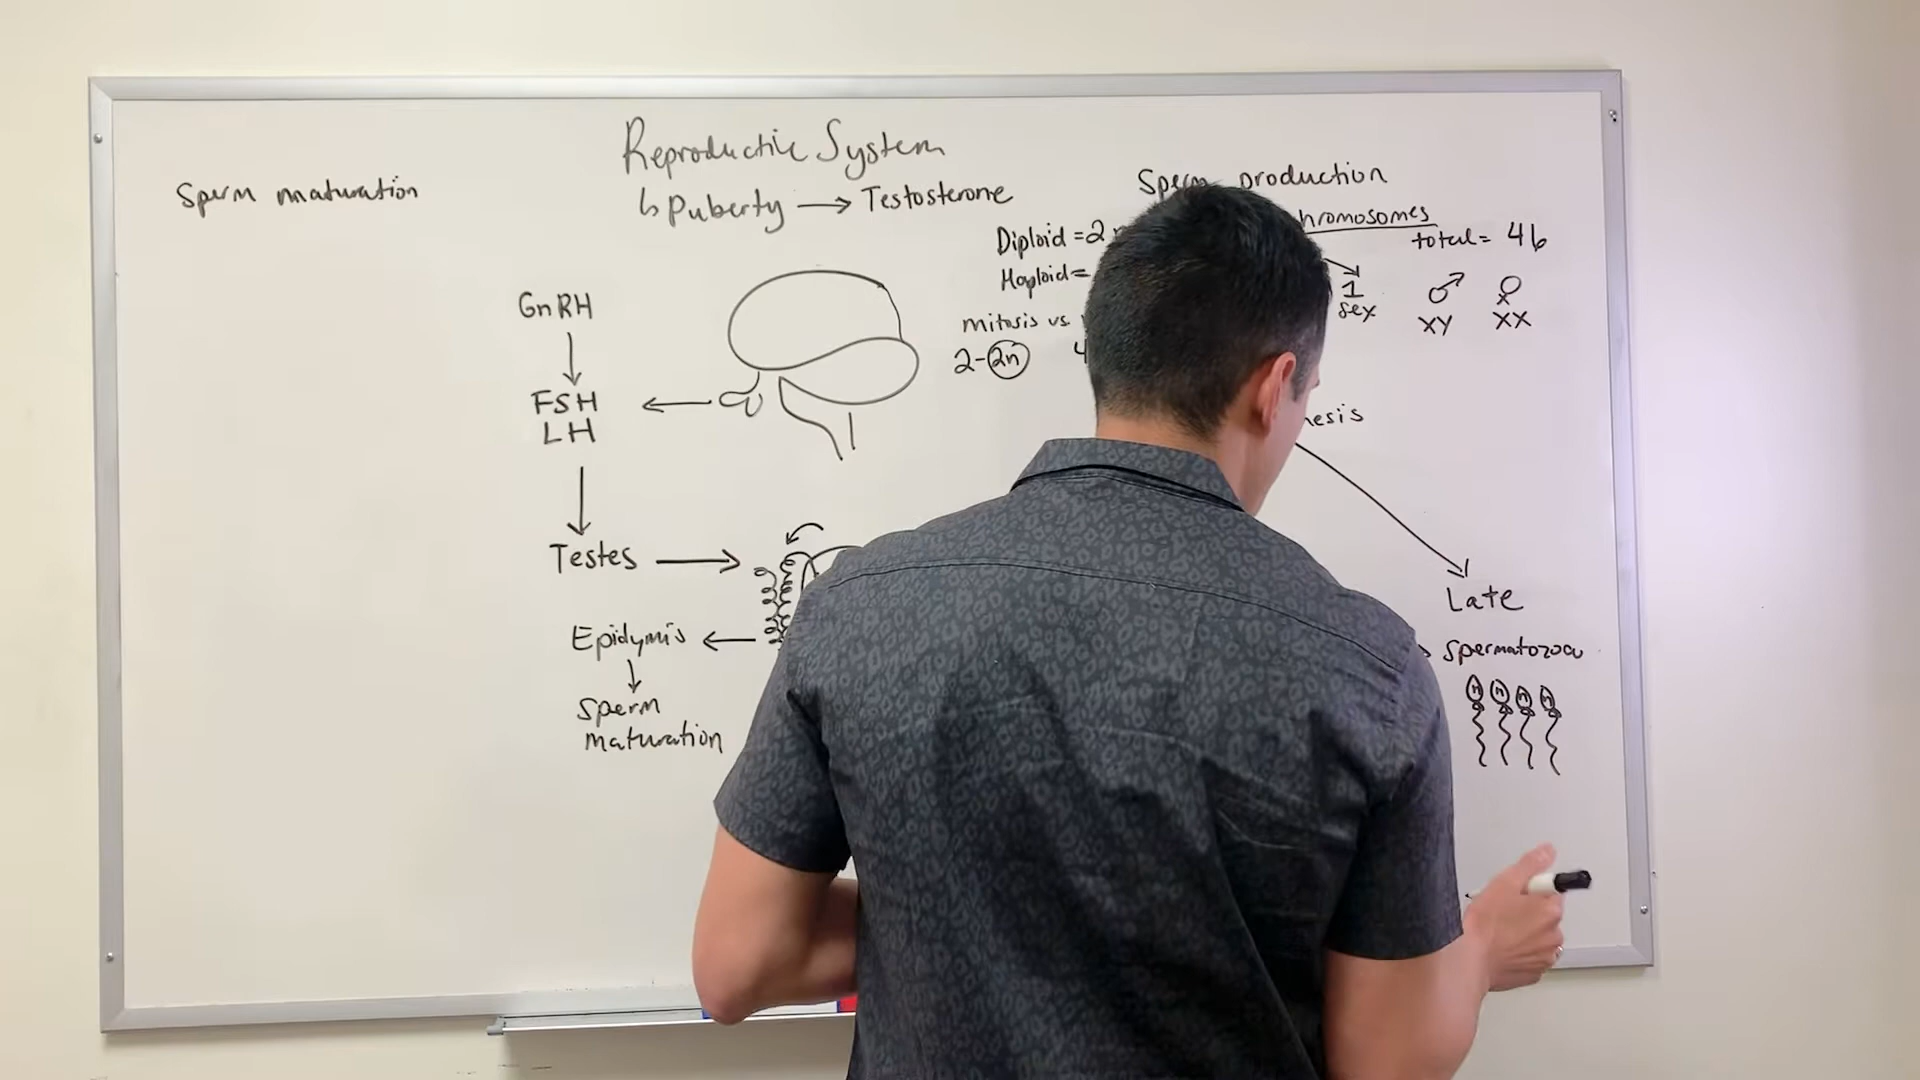 Reproductive System
↳ Puberty → Testosterone
Sperm maturation
GnRH
FSH
LH
Testes
Epidymis
Sperm
maturation
Sperm production
hromosomes
total = 46
Diploid = 2
Haploid =
1
sex
♂ ♀
XY XX
mitosis vs.
2-2n 4
nesis
Late
spermatozoa
n n n n